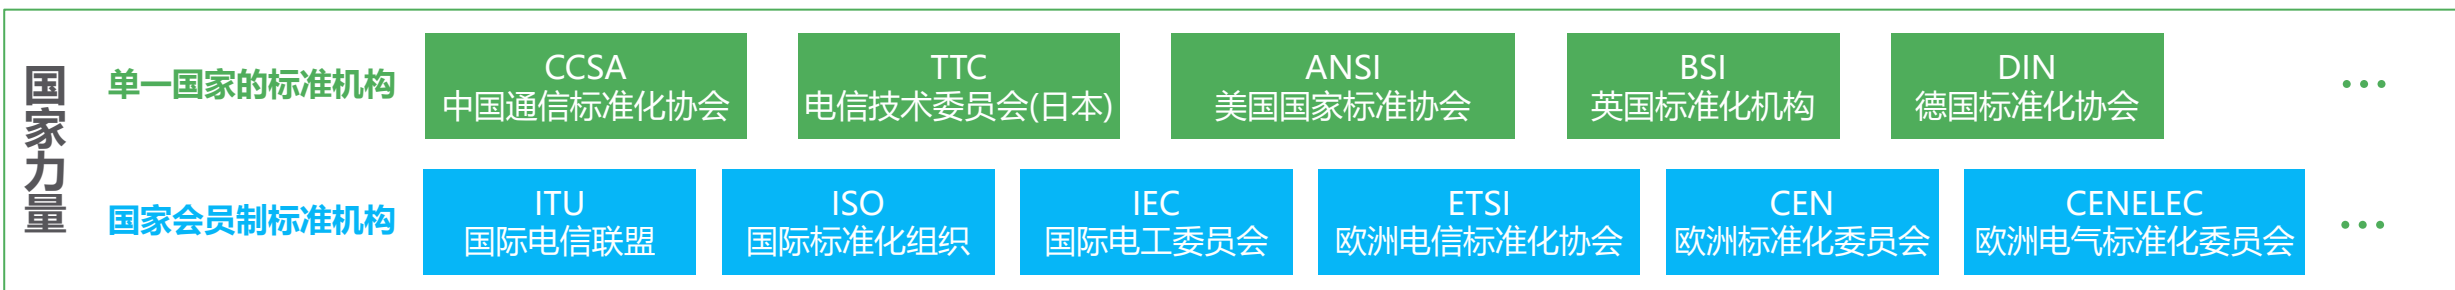 国家力量
单一国家的标准机构
CCSA
中国通信标准化协会
TTC
电信技术委员会(日本)
ANSI
美国国家标准协会
BSI
英国标准化机构
DIN
德国标准化协会
...
国家会员制标准机构
ITU
国际电信联盟
ISO
国际标准化组织
IEC
国际电工委员会
ETSI
欧洲电信标准化协会
CEN
欧洲标准化委员会
CENELEC
欧洲电气标准化委员会
...